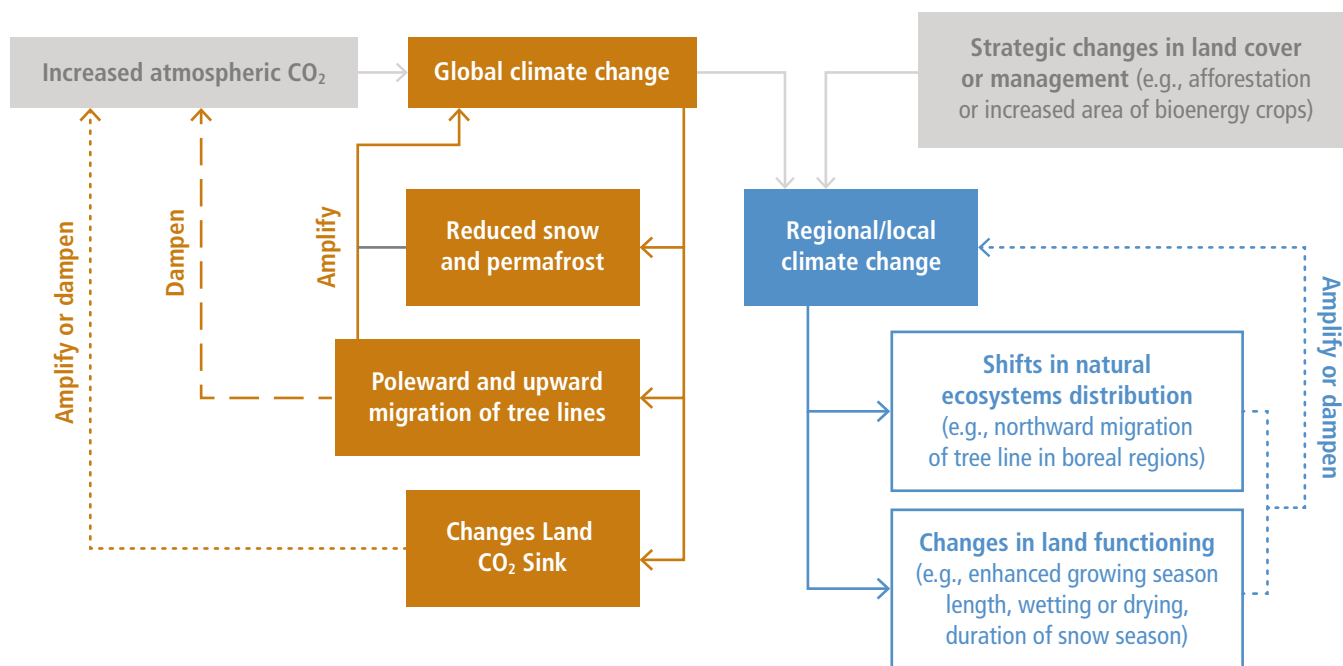 Increased atmospheric CO₂
Global climate change
Strategic changes in land cover
or management (e.g., afforestation
or increased area of bioenergy crops)
Amplify or dampen
Dampen
Amplify
Reduced snow
and permafrost
Regional/local
climate change
Poleward and upward
migration of tree lines
Shifts in natural
ecosystems distribution
(e.g., northward migration
of tree line in boreal regions)
Amplify or dampen
Changes Land
CO₂ Sink
Changes in land functioning
(e.g., enhanced growing season
length, wetting or drying,
duration of snow season)